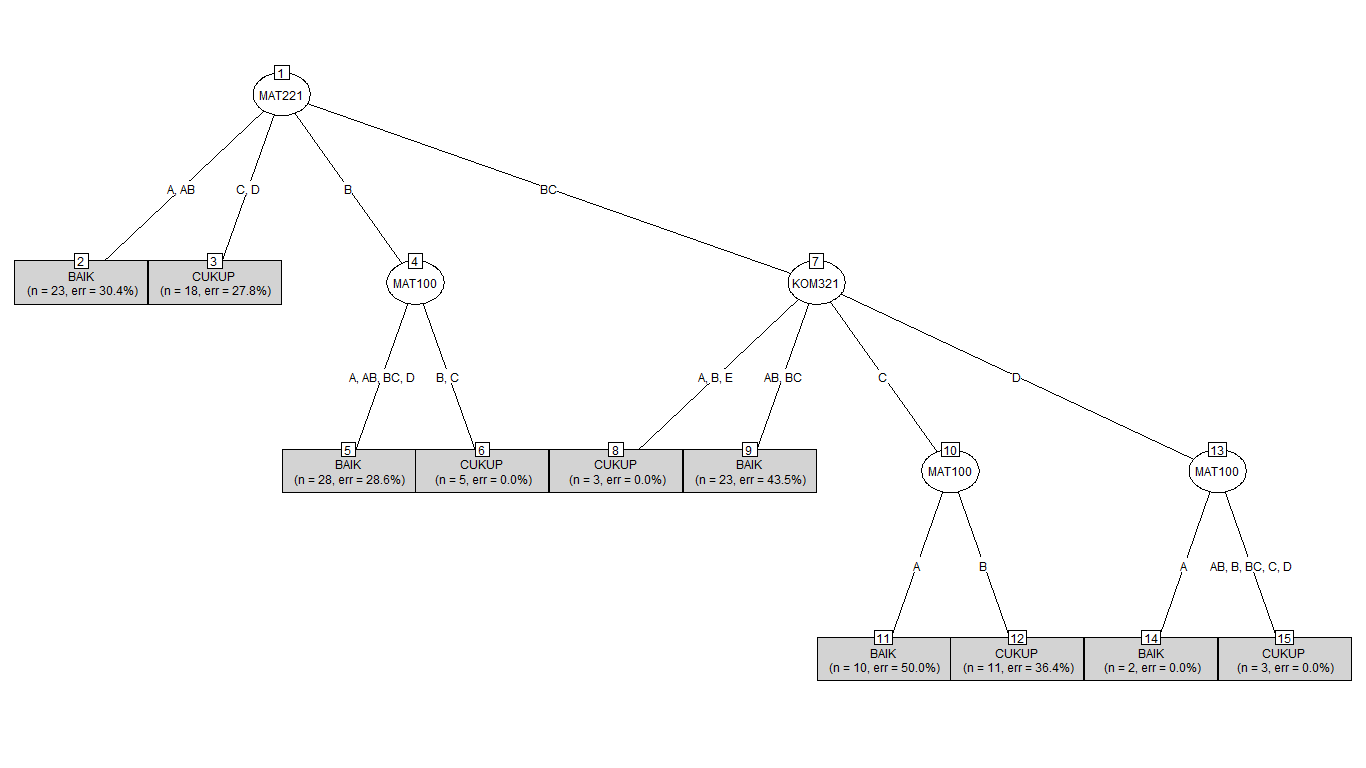 1
MAT221
A, AB
C, D
B
BC
2
BAIK
(n = 23, err = 30.4%)
3
CUKUP
(n = 18, err = 27.8%)
4
MAT100
7
KOM321
A, AB, BC, D
B, C
A, B, E
AB, BC
C
D
5
BAIK
(n = 28, err = 28.6%)
6
CUKUP
(n = 5, err = 0.0%)
8
CUKUP
(n = 3, err = 0.0%)
9
BAIK
(n = 23, err = 43.5%)
10
MAT100
13
MAT100
A
B
A
AB, B, BC, C, D
11
BAIK
(n = 10, err = 50.0%)
12
CUKUP
(n = 11, err = 36.4%)
14
BAIK
(n = 2, err = 0.0%)
15
CUKUP
(n = 3, err = 0.0%)